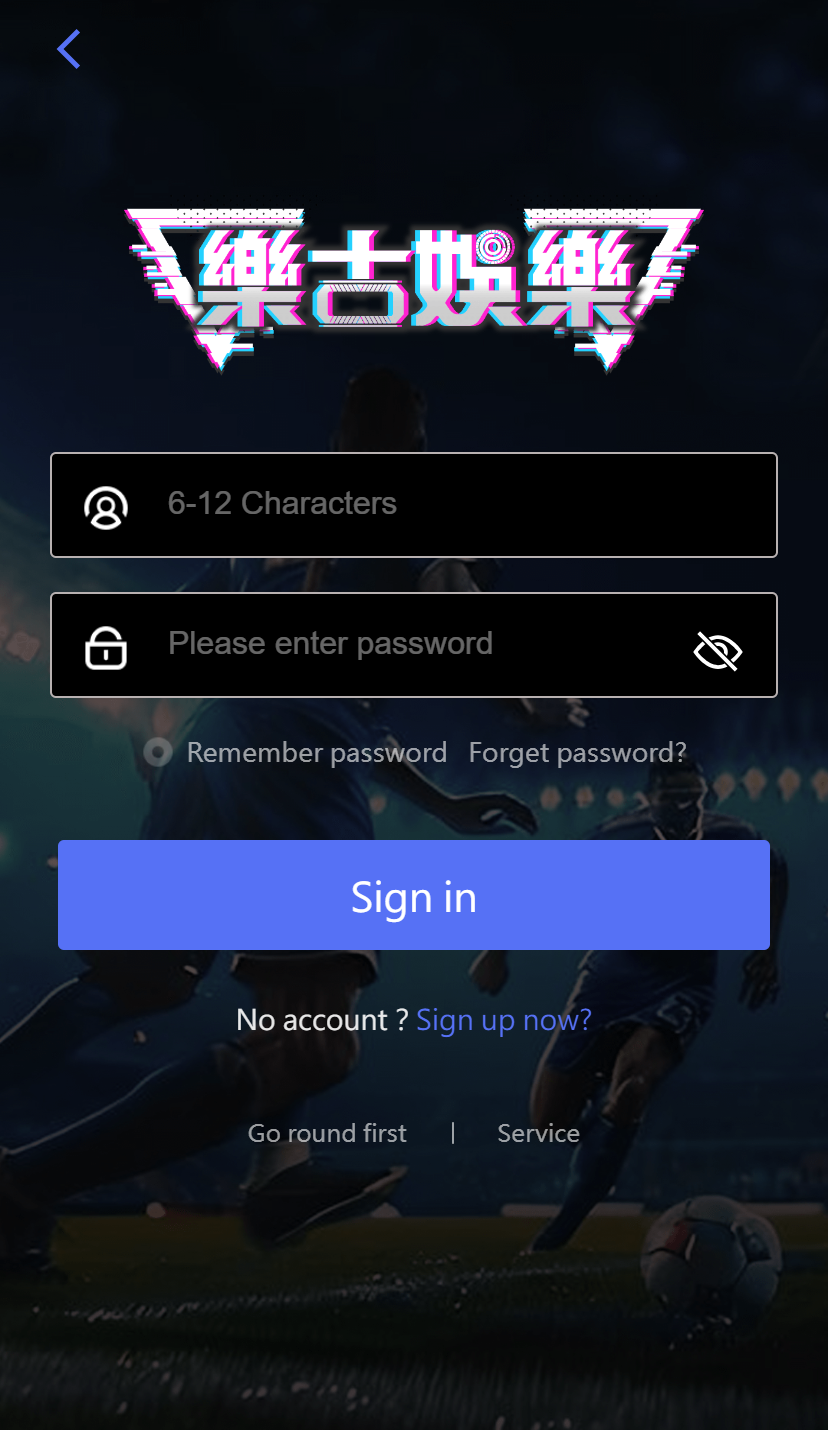 樂吉娛樂
6-12 Characters
Please enter password
Remember password Forget password?
Sign in
No account ? Sign up now?
Go round first | Service